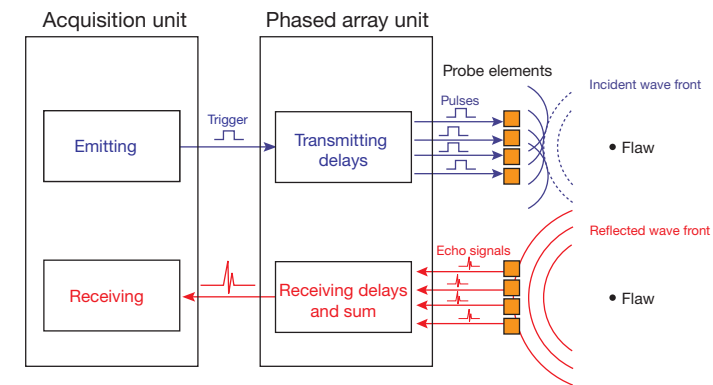 Acquisition unit
Phased array unit
Probe elements
Incident wave front
Emitting
Trigger
Transmitting
delays
Pulses
• Flaw
Reflected wave front
Receiving
Receiving delays
and sum
Echo signals
• Flaw